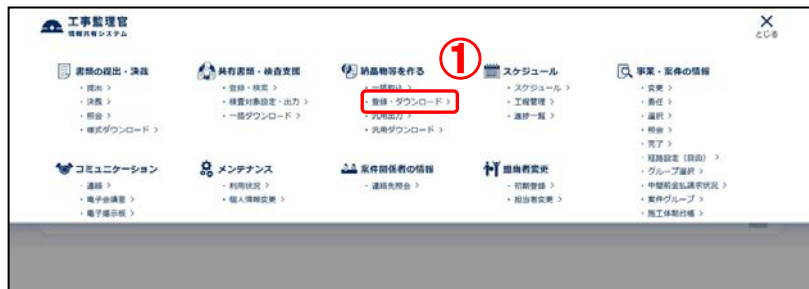 工事監理官
情報共有システム
とじる
①
書類の提出・決裁
・提出 >
・決裁 >
・照会 >
・様式ダウンロード >
共有書類・検査支援
・登録・検索 >
・検査対象設定・出力 >
・一括ダウンロード >
納品物等を作る
・一括取込 >
・登録・ダウンロード >
・汎用出力 >
・汎用ダウンロード >
スケジュール
・スケジュール >
・工程管理 >
・進捗一覧 >
事業・案件の情報
・変更 >
・委任 >
・選択 >
・照会 >
・完了 >
・経路設定（自由） >
・グループ選択 >
・中間前金払請求状況 >
・案件グループ >
・施工体制台帳 >
コミュニケーション
・連絡 >
・電子会議室 >
・電子掲示板 >
メンテナンス
・利用状況 >
・個人情報変更 >
案件関係者の情報
・連絡先照会 >
担当者変更
・初期登録 >
・担当者変更 >